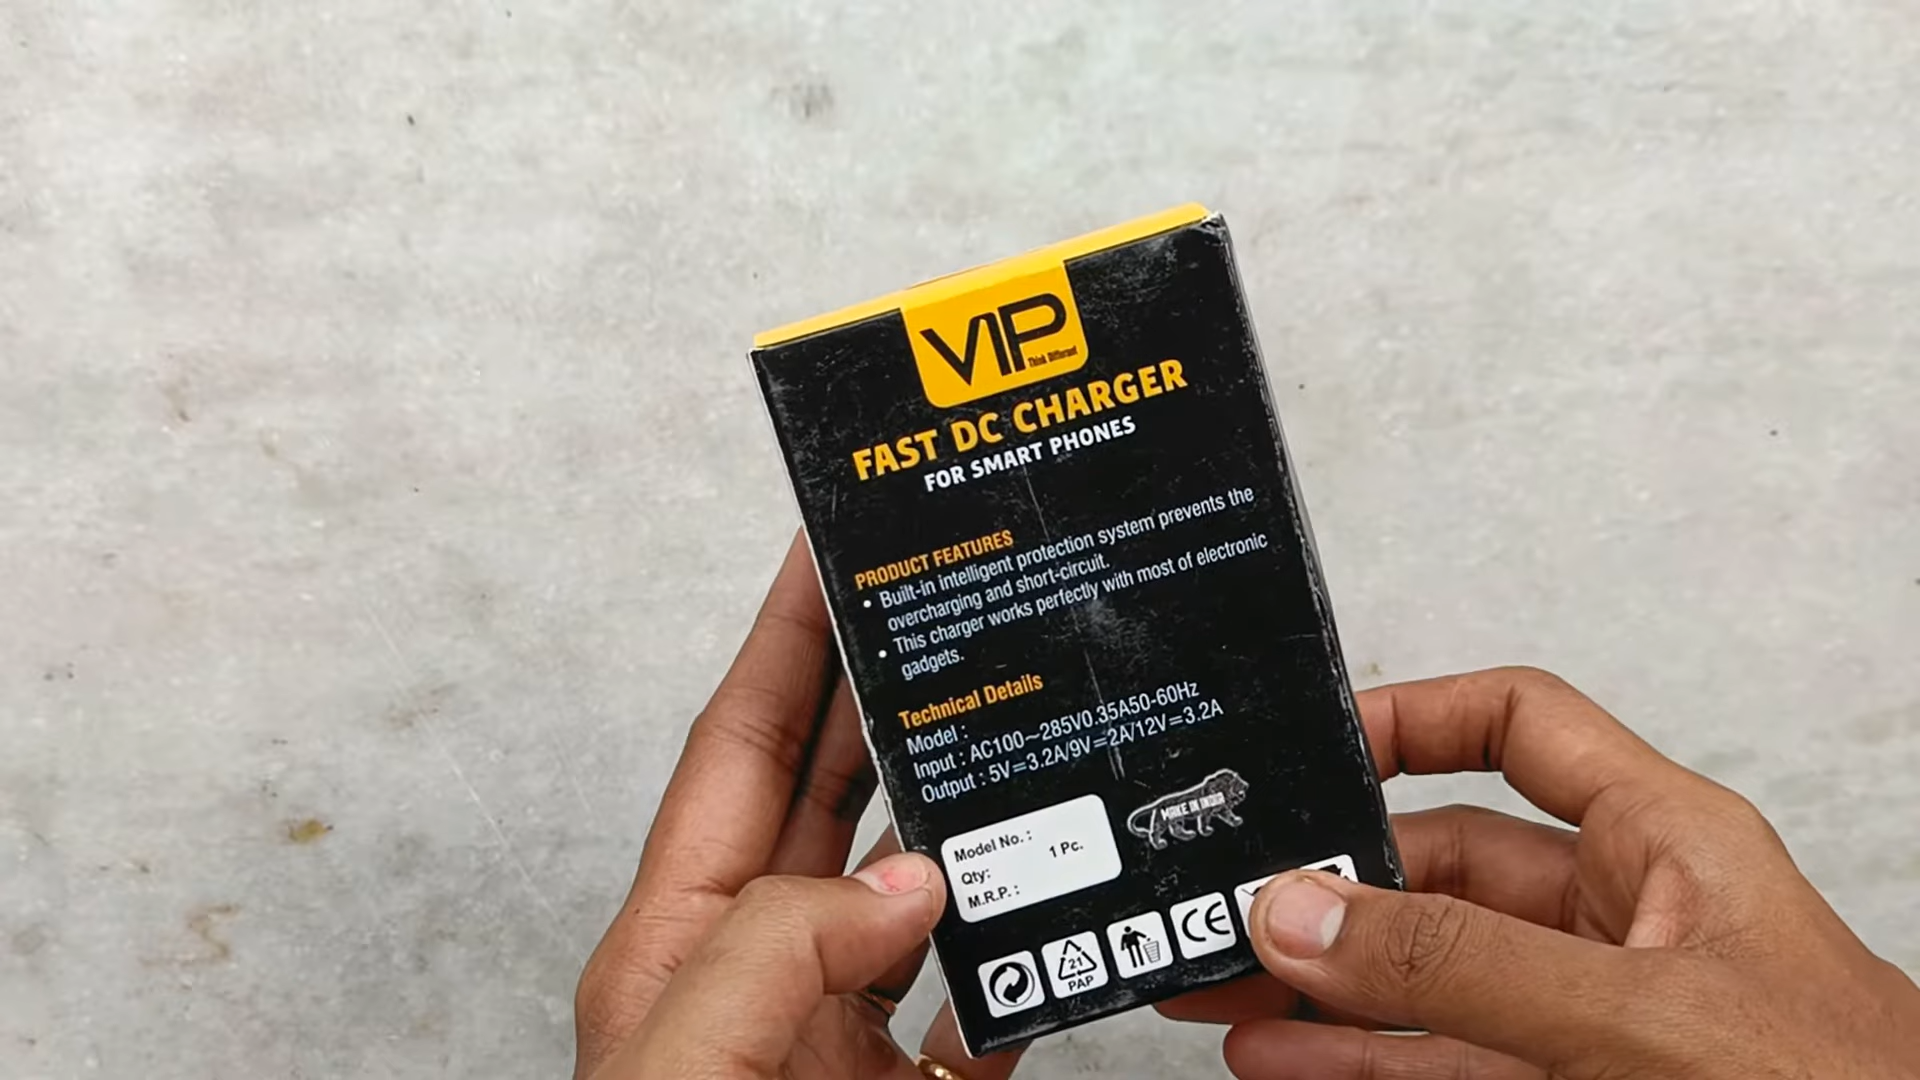 VIP
Think Different
FAST DC CHARGER
FOR SMART PHONES
PRODUCT FEATURES
• Built-in intelligent protection system prevents the
overcharging and short-circuit.
• This charger works perfectly with most of electronic
gadgets.
Technical Details
Model :
Input : AC100~285V0.35A50-60Hz
Output : 5V=3.2A/9V=2A/12V=3.2A
MAKE IN INDIA
Model No. :
Qty: 1 Pc.
M.R.P. :
21
PAP
CE